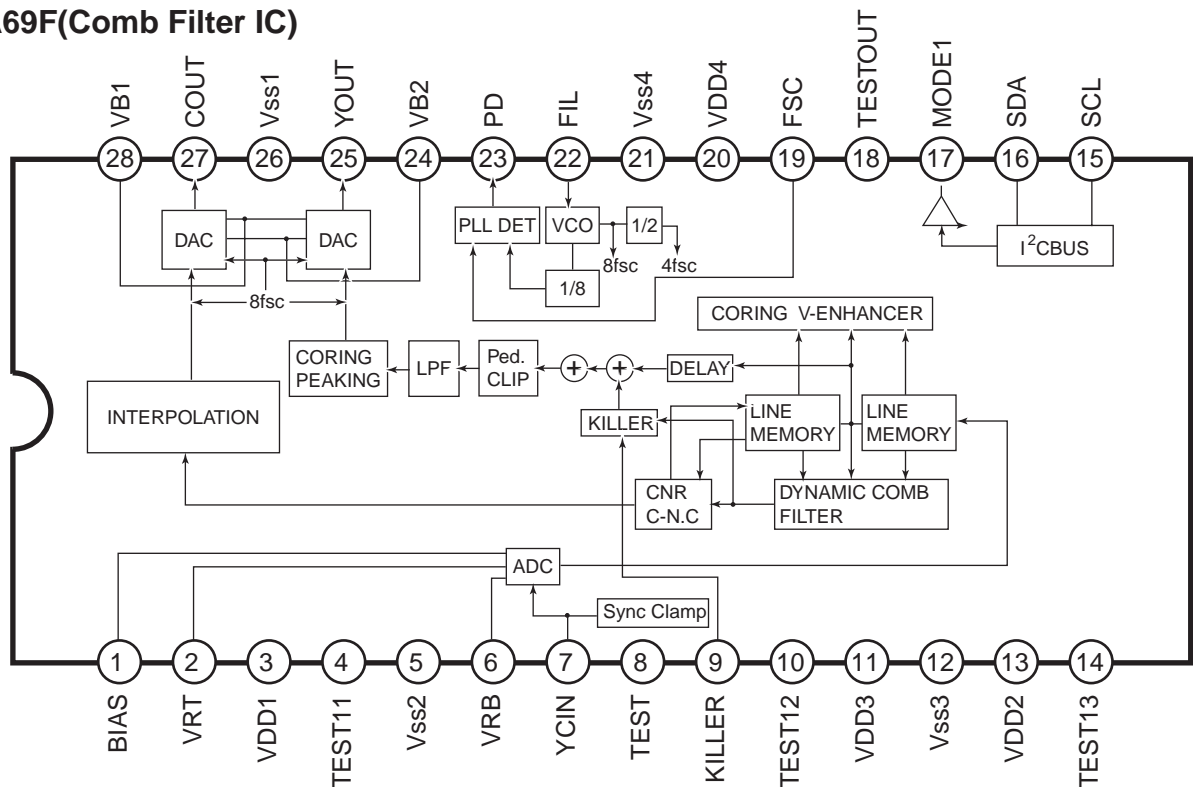 69F(Comb Filter IC)
VB1
COUT
Vss1
YOUT
VB2
PD
FIL
Vss4
VDD4
FSC
TESTOUT
MODE1
SDA
SCL
28
27
26
25
24
23
22
21
20
19
18
17
16
15
DAC
DAC
PLL DET
VCO
1/2
I²CBUS
8fsc
4fsc
8fsc
1/8
CORING V-ENHANCER
CORING
PEAKING
LPF
Ped.
CLIP
+
+
DELAY
INTERPOLATION
KILLER
LINE
MEMORY
LINE
MEMORY
CNR
C-N.C
DYNAMIC COMB
FILTER
ADC
Sync Clamp
1
2
3
4
5
6
7
8
9
10
11
12
13
14
BIAS
VRT
VDD1
TEST11
Vss2
VRB
YCIN
TEST
KILLER
TEST12
VDD3
Vss3
VDD2
TEST13